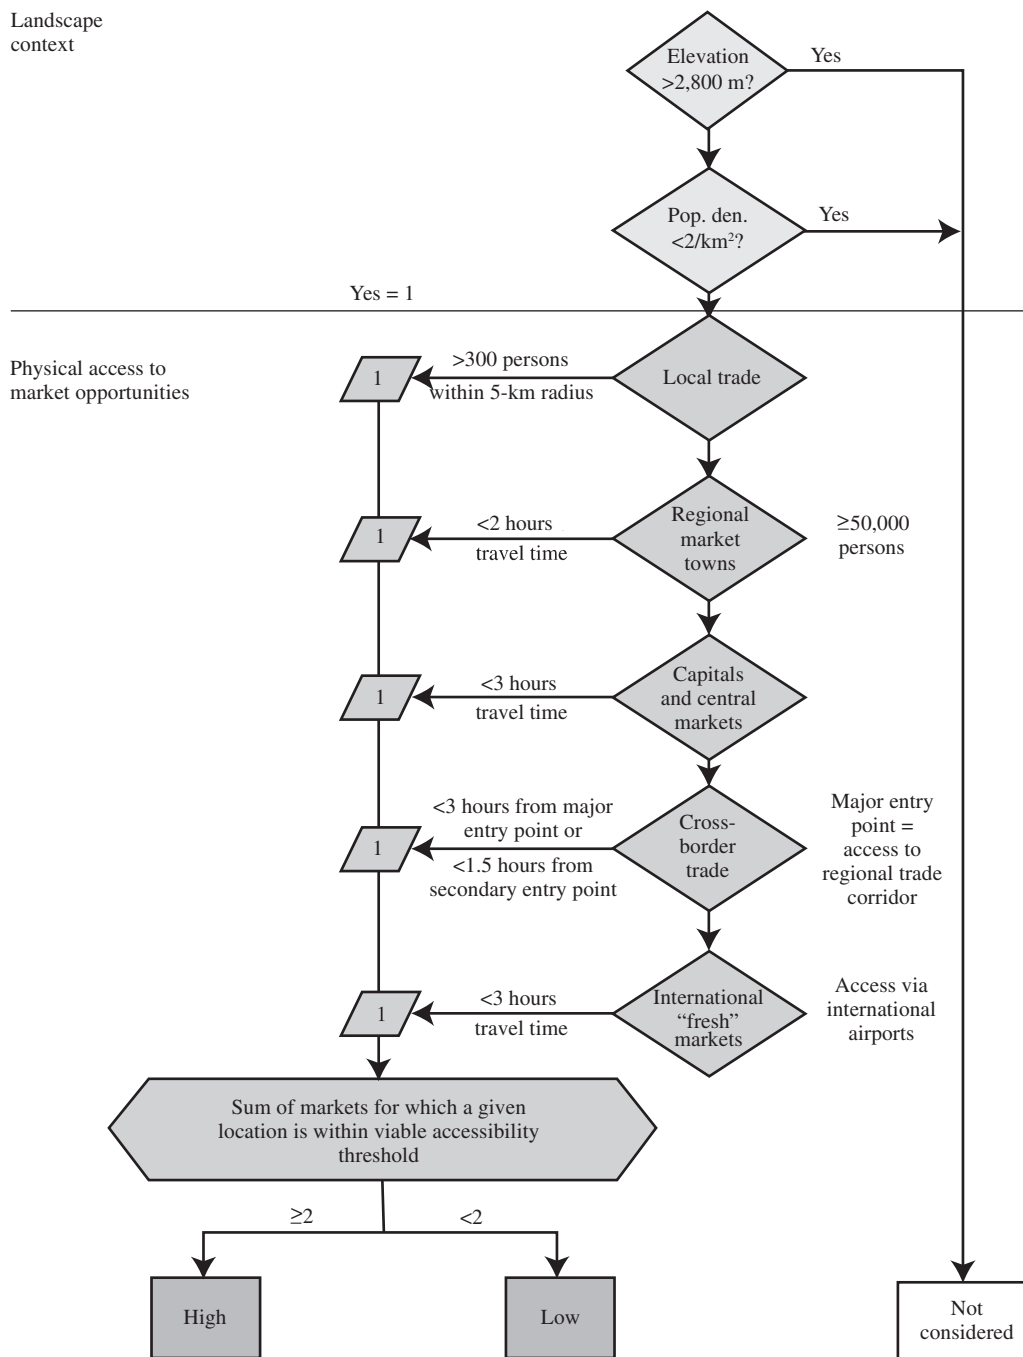 Landscape
context
Elevation
>2,800 m?
Yes
Pop. den.
<2/km²?
Yes
Yes = 1
Physical access to
market opportunities
>300 persons
within 5-km radius
1
Local trade
<2 hours
travel time
1
Regional
market
towns
≥50,000
persons
<3 hours
travel time
1
Capitals
and central
markets
<3 hours from major
entry point or
<1.5 hours from
secondary entry point
1
Cross-
border
trade
Major entry
point =
access to
regional trade
corridor
<3 hours
travel time
1
International
“fresh”
markets
Access via
international
airports
Sum of markets for which a given
location is within viable accessibility
threshold
≥2
<2
High
Low
Not
considered